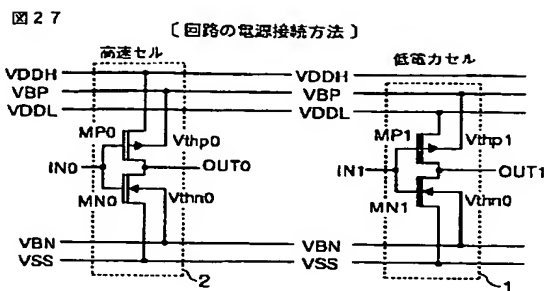 図27
〔回路の電源接続方法〕
高速セル
低電力セル
VDDH
VDDH
VBP
VBP
VDDL
VDDL
MP0
Vthp0
MP1
Vthp1
IN0
OUT0
IN1
OUT1
MN0
Vthn0
MN1
Vthn0
VBN
VBN
VSS
VSS
2
1